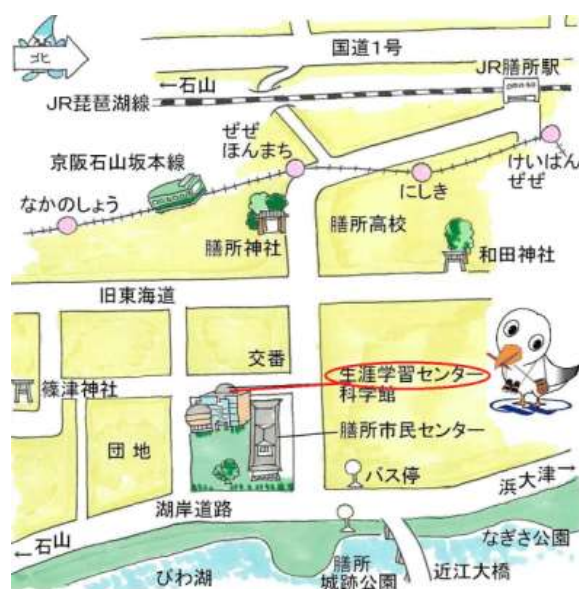 北
国道1号
←石山
JR膳所駅
JR琵琶湖線
ぜぜ
ほんまち
京阪石山坂本線
けいはん
ぜぜ
なかのしょう
にしき
膳所神社
膳所高校
和田神社
旧東海道
交番
生涯学習センター
科学館
篠津神社
膳所市民センター
団地
バス停
浜大津→
湖岸道路
←石山
なぎさ公園
びわ湖
膳所
城跡公園
近江大橋